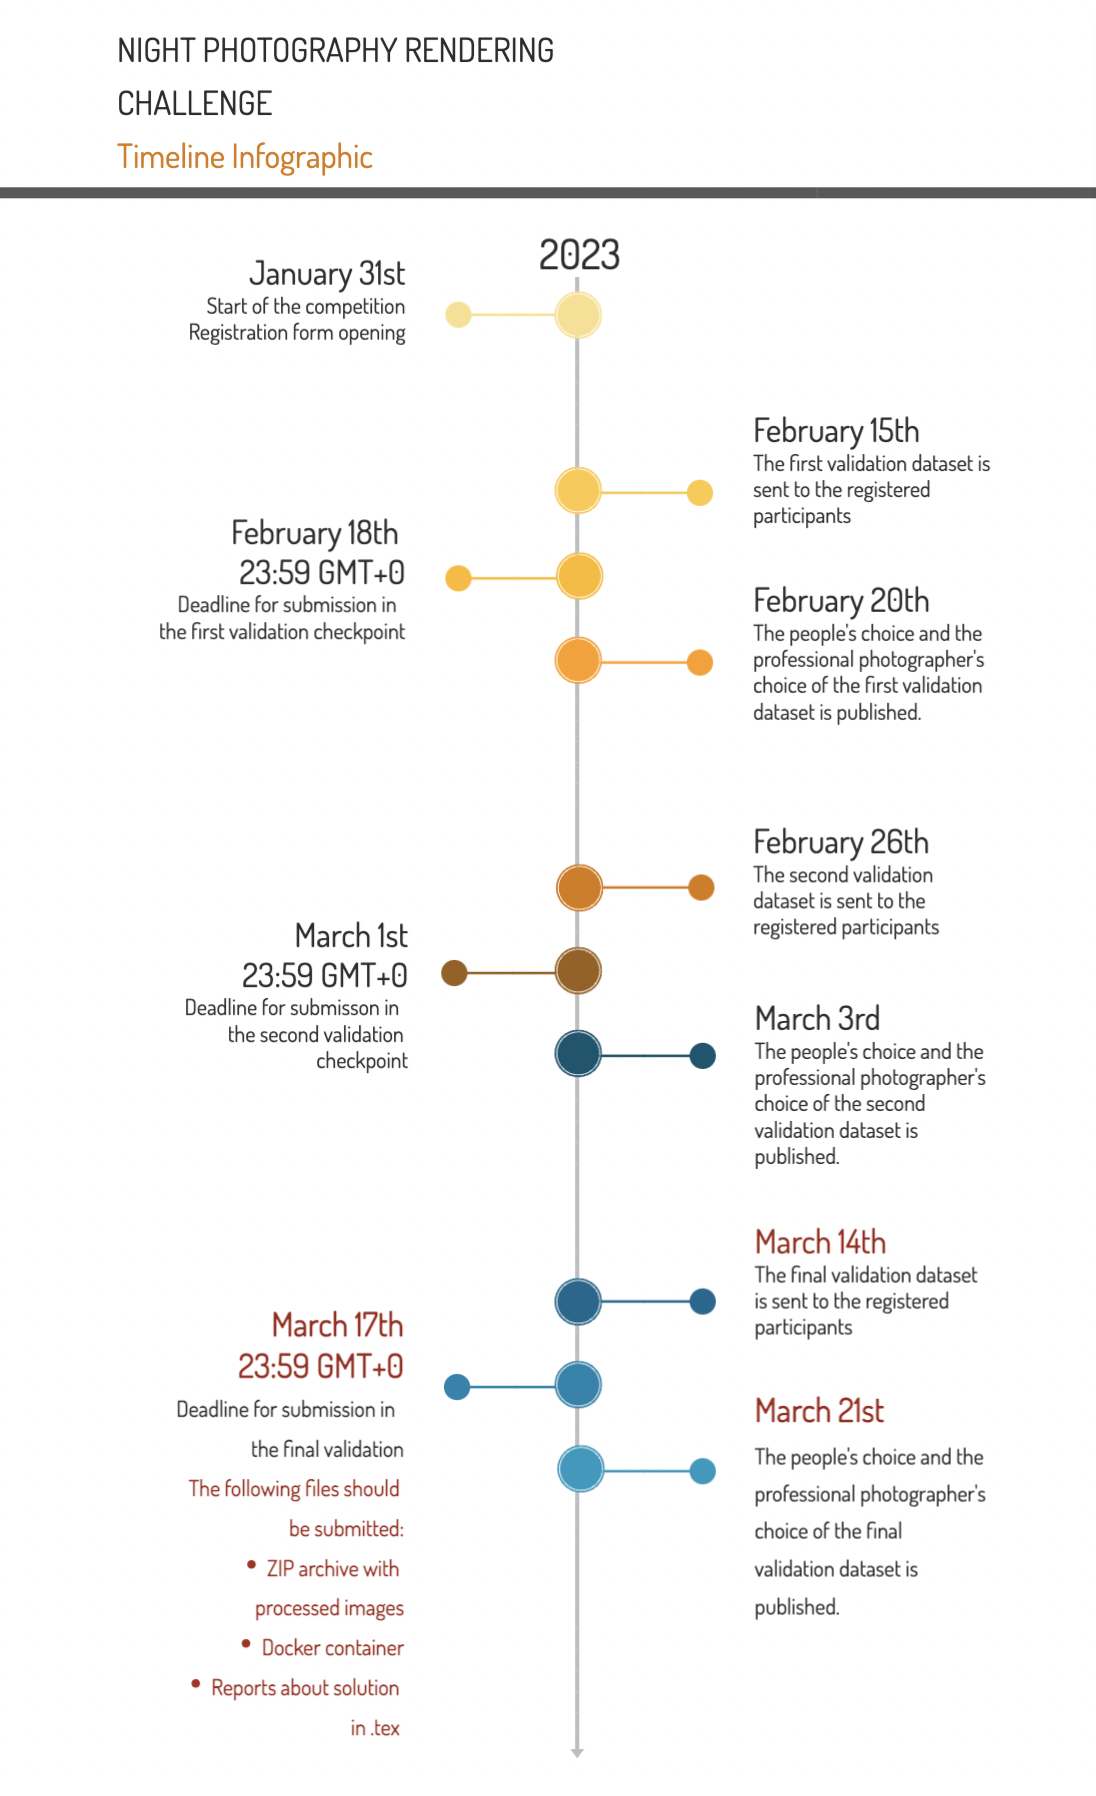 NIGHT PHOTOGRAPHY RENDERING
CHALLENGE
Timeline Infographic
2023
January 31st
Start of the competition
Registration form opening
February 15th
The first validation dataset is
sent to the registered
participants
February 18th
23:59 GMT+0
Deadline for submission in
the first validation checkpoint
February 20th
The people's choice and the
professional photographer's
choice of the first validation
dataset is published.
February 26th
The second validation
dataset is sent to the
registered participants
March 1st
23:59 GMT+0
Deadline for submisson in
the second validation
checkpoint
March 3rd
The people's choice and the
professional photographer's
choice of the second
validation dataset is
published.
March 14th
The final validation dataset
is sent to the registered
participants
March 17th
23:59 GMT+0
Deadline for submission in
the final validation
The following files should
be submitted:
• ZIP archive with
processed images
• Docker container
• Reports about solution
in .tex
March 21st
The people's choice and the
professional photographer's
choice of the final
validation dataset is
published.